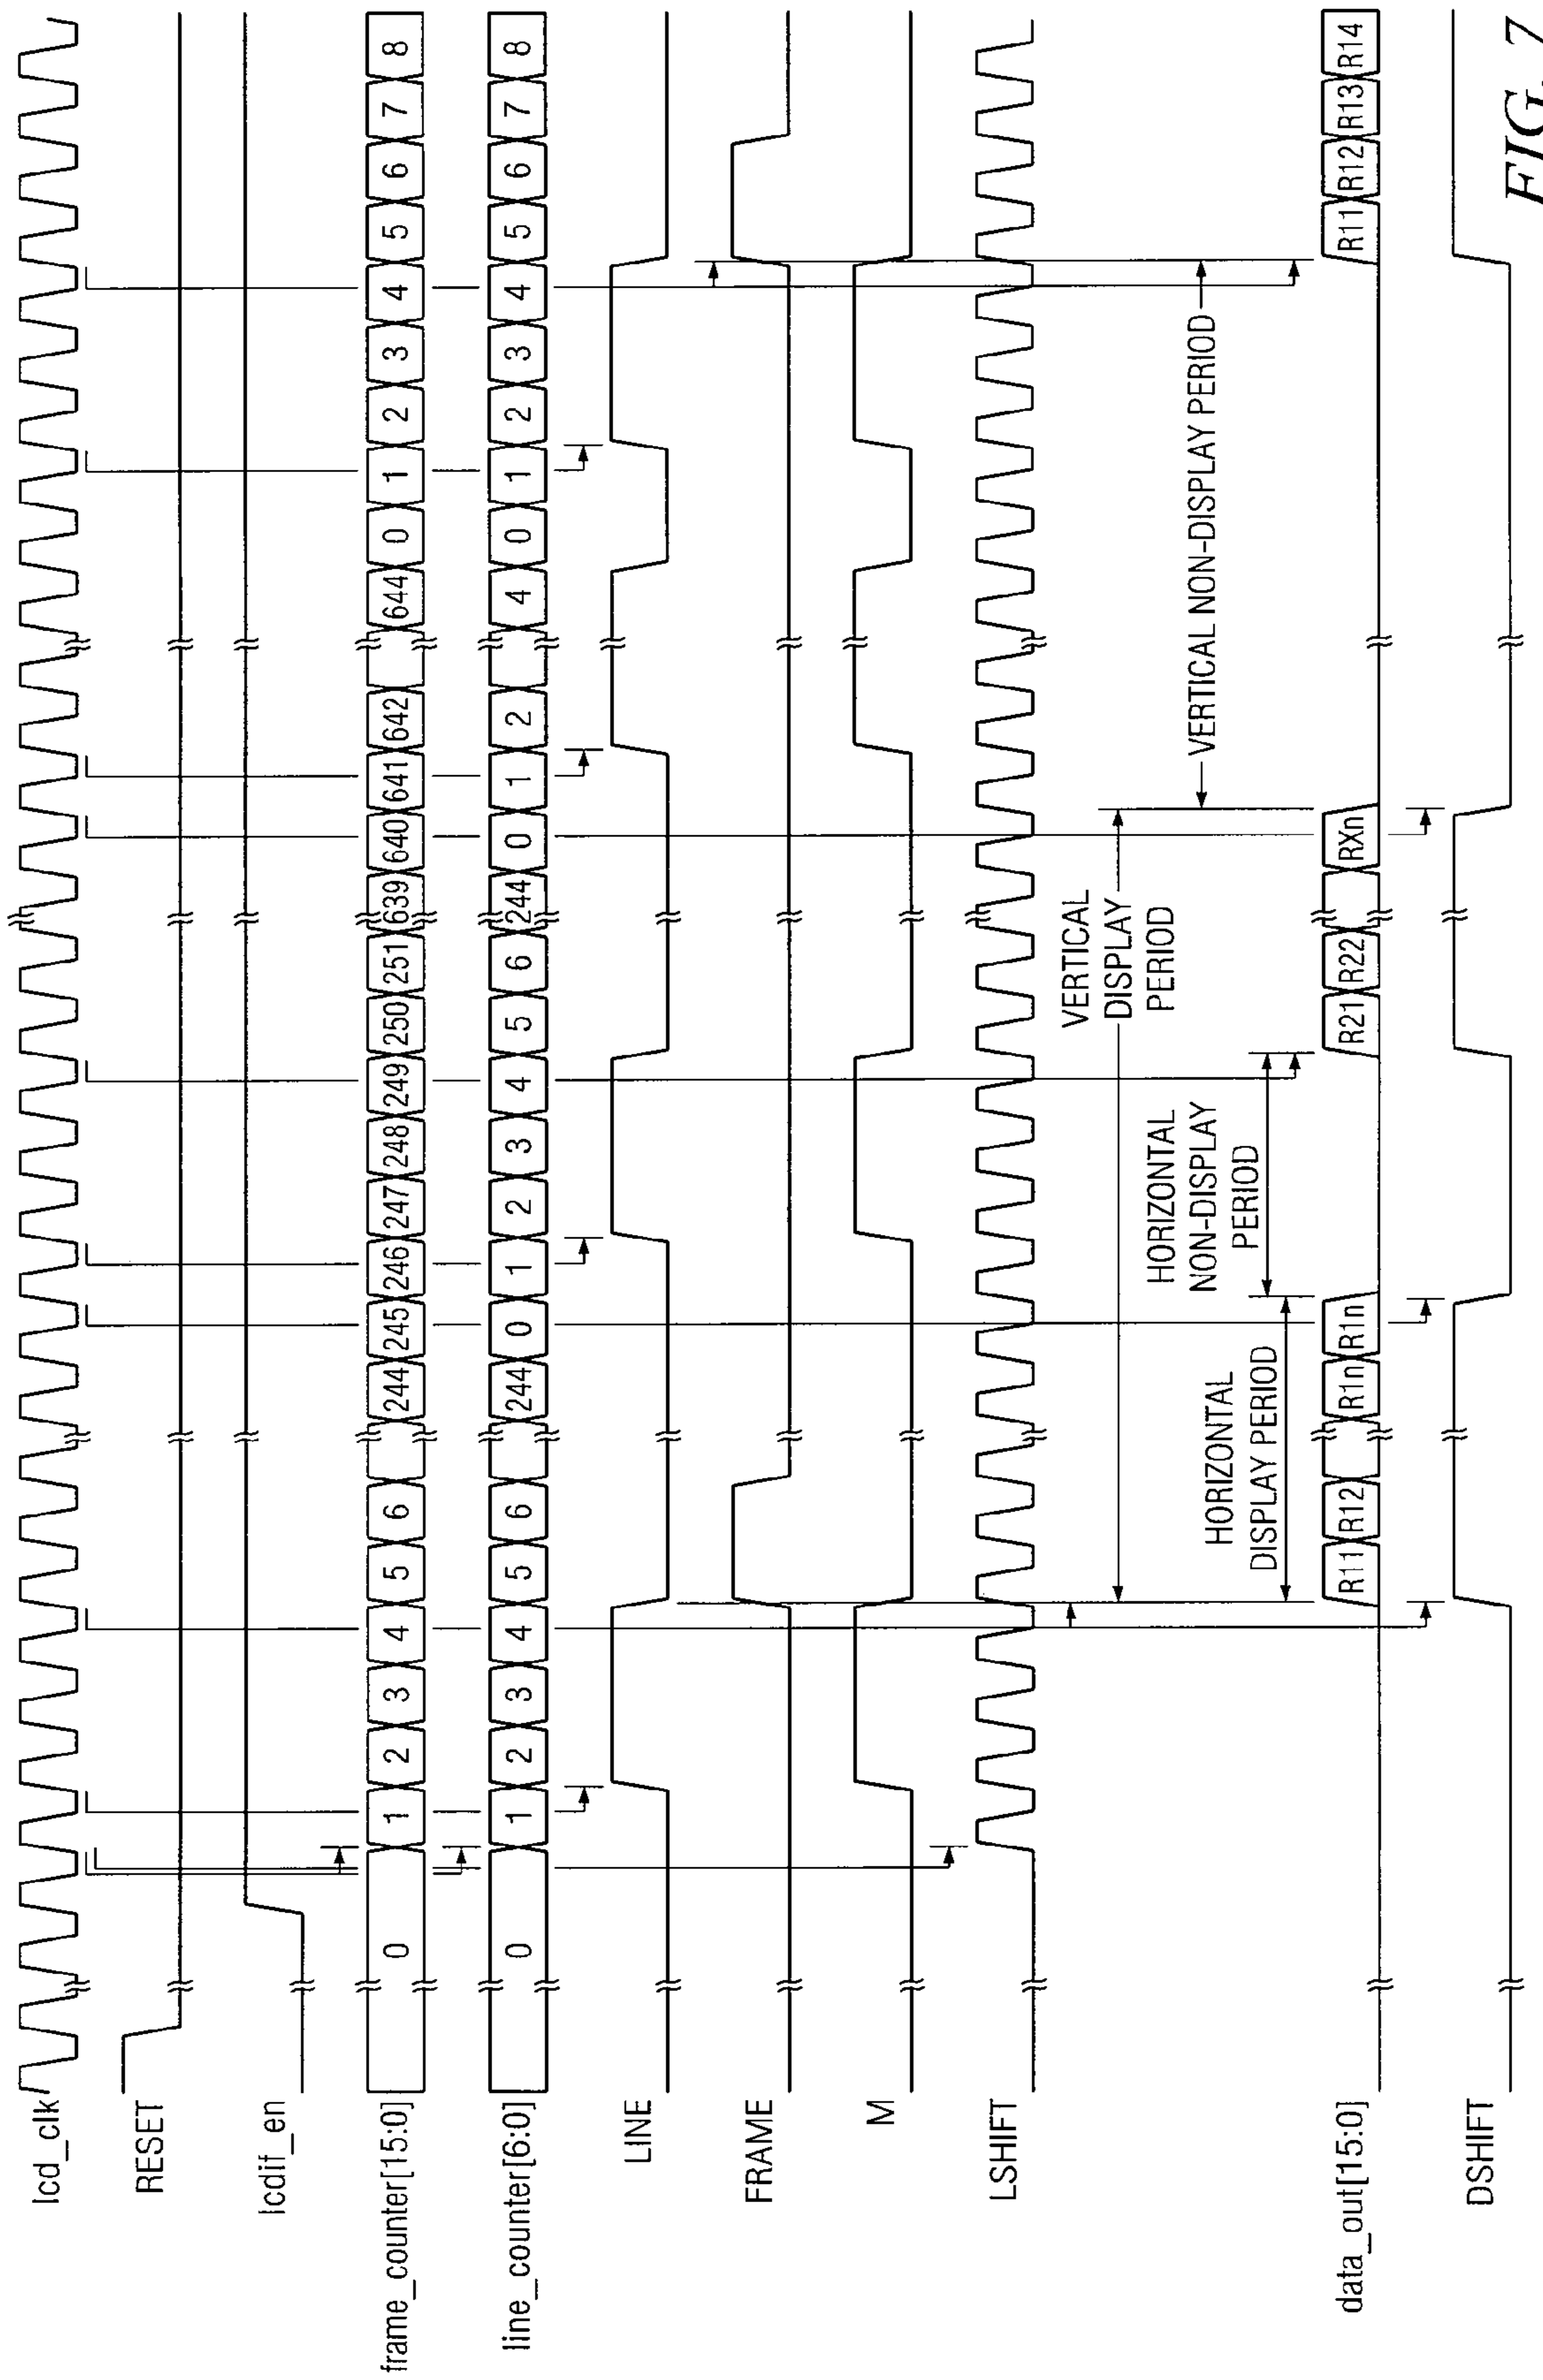 lcd_clk
RESET
lcdif_en
frame_counter[15:0] 0 1 2 3 4 5 6 244 245 246 247 248 249 250 251 639 640 641 642 644 0 1 2 3 4 5 6 7 8
line_counter[6:0] 0 1 2 3 4 5 6 244 0 1 2 3 4 5 6 244 0 1 2 4 0 1 2 3 4 5 6 7 8
LINE
FRAME
M
LSHIFT
VERTICAL
DISPLAY
PERIOD
VERTICAL NON-DISPLAY PERIOD
HORIZONTAL
NON-DISPLAY
PERIOD
HORIZONTAL
DISPLAY PERIOD
data_out[15:0] R11 R12 R1n R1n R21 R22 RXn R11 R12 R13 R14
DSHIFT
FIG. 7